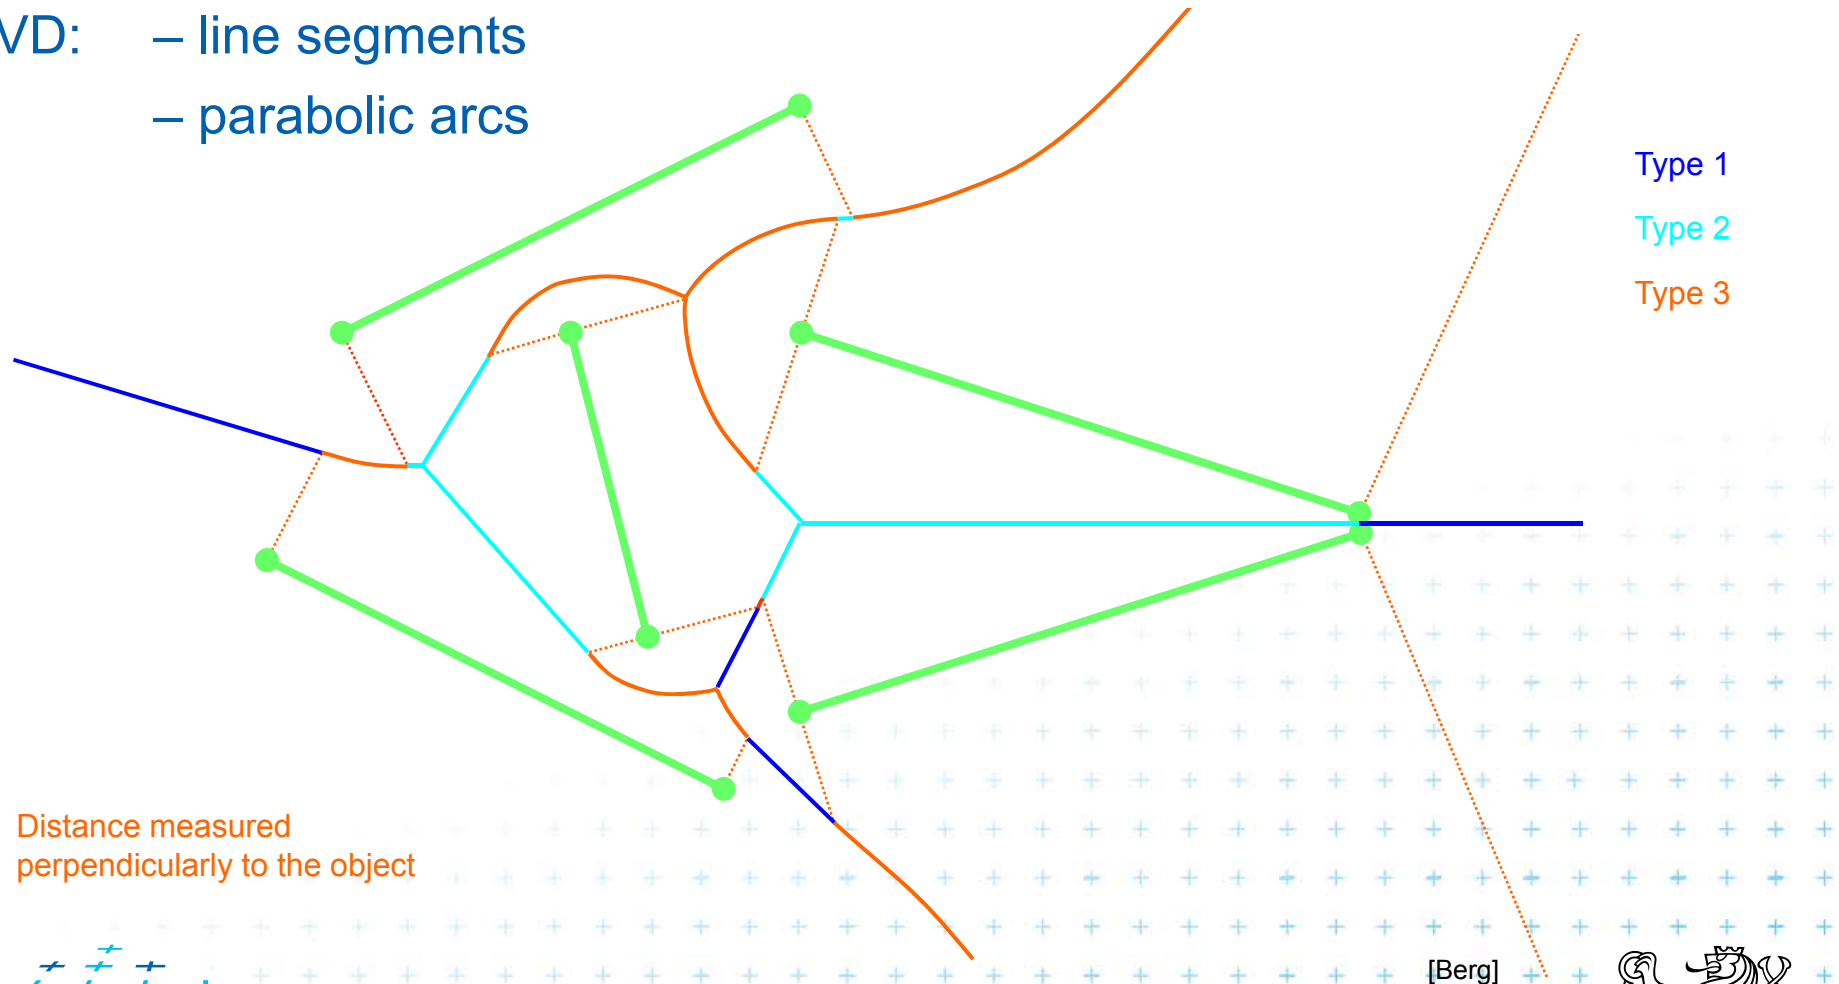 VD: – line segments
– parabolic arcs
Type 1
Type 2
Type 3
Distance measured
perpendicularly to the object
[Berg]